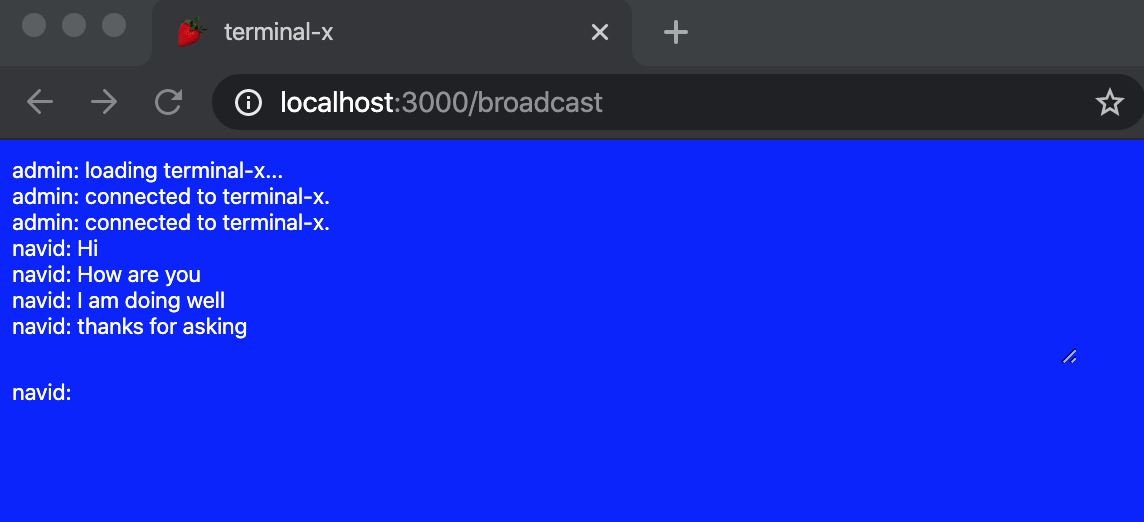 terminal-x
localhost:3000/broadcast
admin: loading terminal-x...
admin: connected to terminal-x.
admin: connected to terminal-x.
navid: Hi
navid: How are you
navid: I am doing well
navid: thanks for asking
navid: